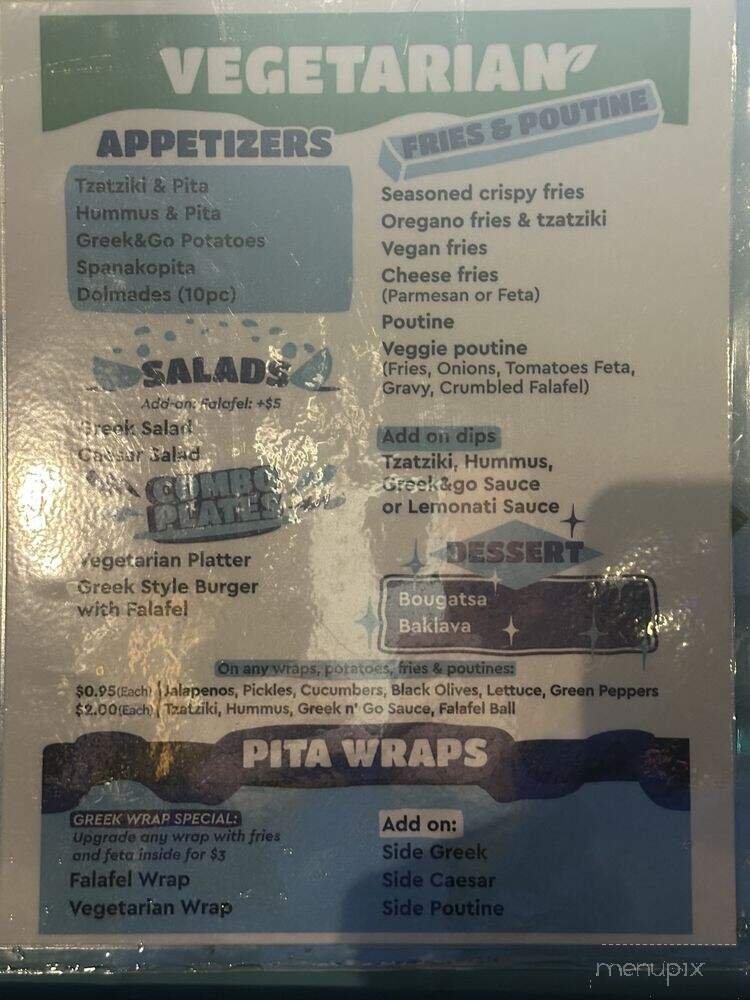 VEGETARIAN
APPETIZERS
Tzatziki & Pita
Hummus & Pita
Greek&Go Potatoes
Spanakopita
Dolmades (10pc)
SALADS
Add-on: Falafel: +$5
Greek Salad
Caesar Salad
COMBO
PLATES
Vegetarian Platter
Greek Style Burger
with Falafel
FRIES & POUTINE
Seasoned crispy fries
Oregano fries & tzatziki
Vegan fries
Cheese fries
(Parmesan or Feta)
Poutine
Veggie poutine
(Fries, Onions, Tomatoes Feta,
Gravy, Crumbled Falafel)
Add on dips
Tzatziki, Hummus,
Greek&go Sauce
or Lemonati Sauce
DESSERT
Bougatsa
Baklava
On any wraps, potatoes, fries & poutines:
$0.95(Each) Jalapenos, Pickles, Cucumbers, Black Olives, Lettuce, Green Peppers
$2.00(Each) Tzatziki, Hummus, Greek n' Go Sauce, Falafel Ball
PITA WRAPS
GREEK WRAP SPECIAL:
Upgrade any wrap with fries
and feta inside for $3
Falafel Wrap
Vegetarian Wrap
Add on:
Side Greek
Side Caesar
Side Poutine
menupix